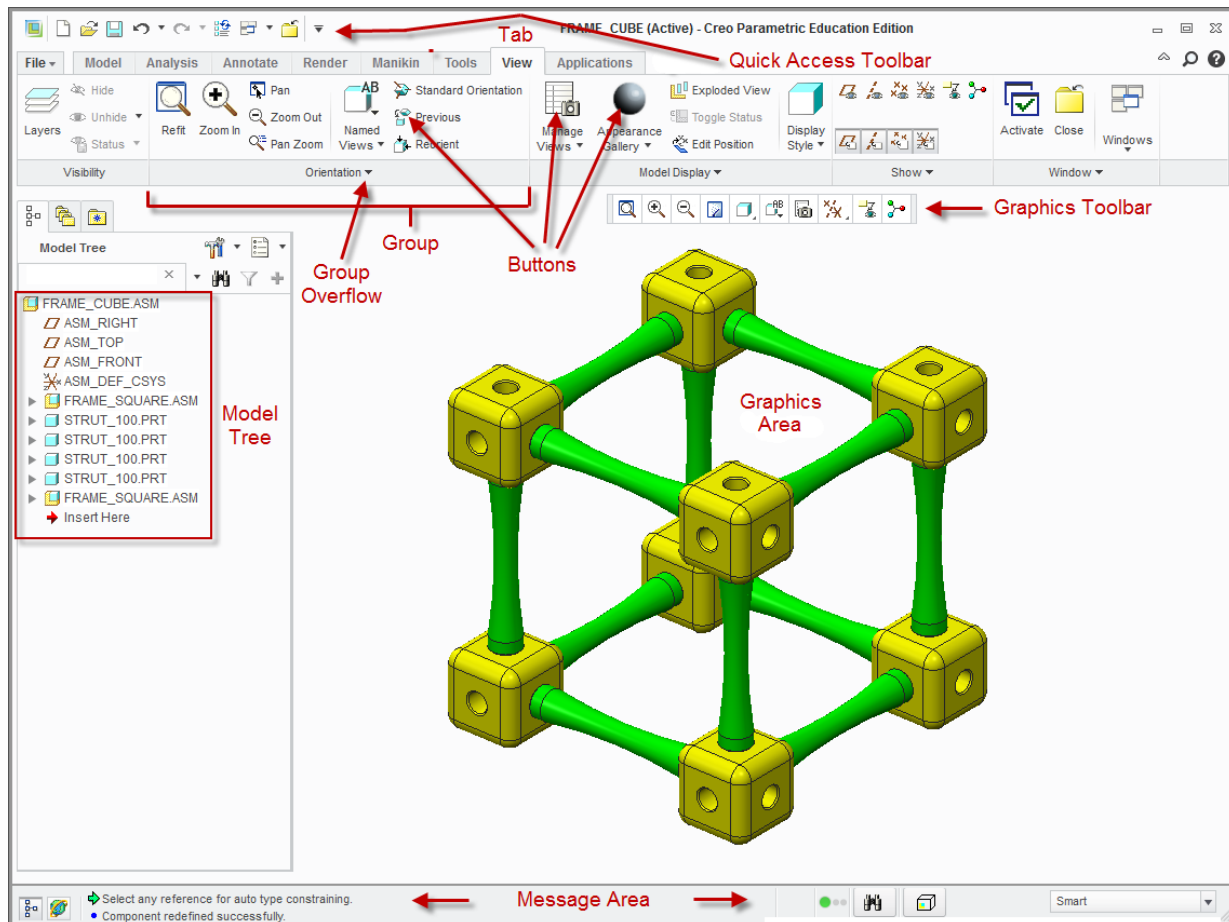 FRAME_CUBE (Active) - Creo Parametric Education Edition
Tab
Quick Access Toolbar
File Model Analysis Annotate Render Manikin Tools View Applications
Layers
Hide
Unhide
Status
Refit
Zoom In
Pan
Zoom Out
Pan Zoom
AB
Named
Views
Standard Orientation
Previous
Reorient
Manage
Views
Appearance
Gallery
Exploded View
Toggle Status
Edit Position
Display
Style
Activate
Close
Windows
Visibility Orientation Model Display Show Window
Group
Group
Overflow
Buttons
Graphics Toolbar
Model Tree
FRAME_CUBE.ASM
ASM_RIGHT
ASM_TOP
ASM_FRONT
ASM_DEF_CSYS
FRAME_SQUARE.ASM
STRUT_100.PRT
STRUT_100.PRT
STRUT_100.PRT
STRUT_100.PRT
FRAME_SQUARE.ASM
Insert Here
Model
Tree
Graphics
Area
Select any reference for auto type constraining.
Component redefined successfully.
Message Area
Smart